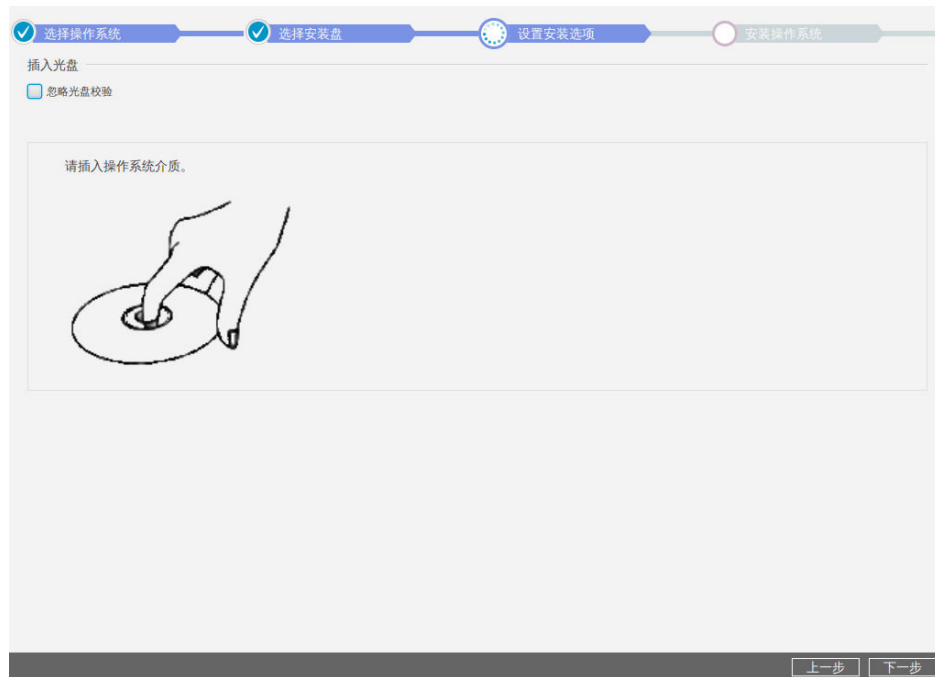 选择操作系统
选择安装盘
设置安装选项
安装操作系统
插入光盘
忽略光盘校验
请插入操作系统介质。
上一步
下一步